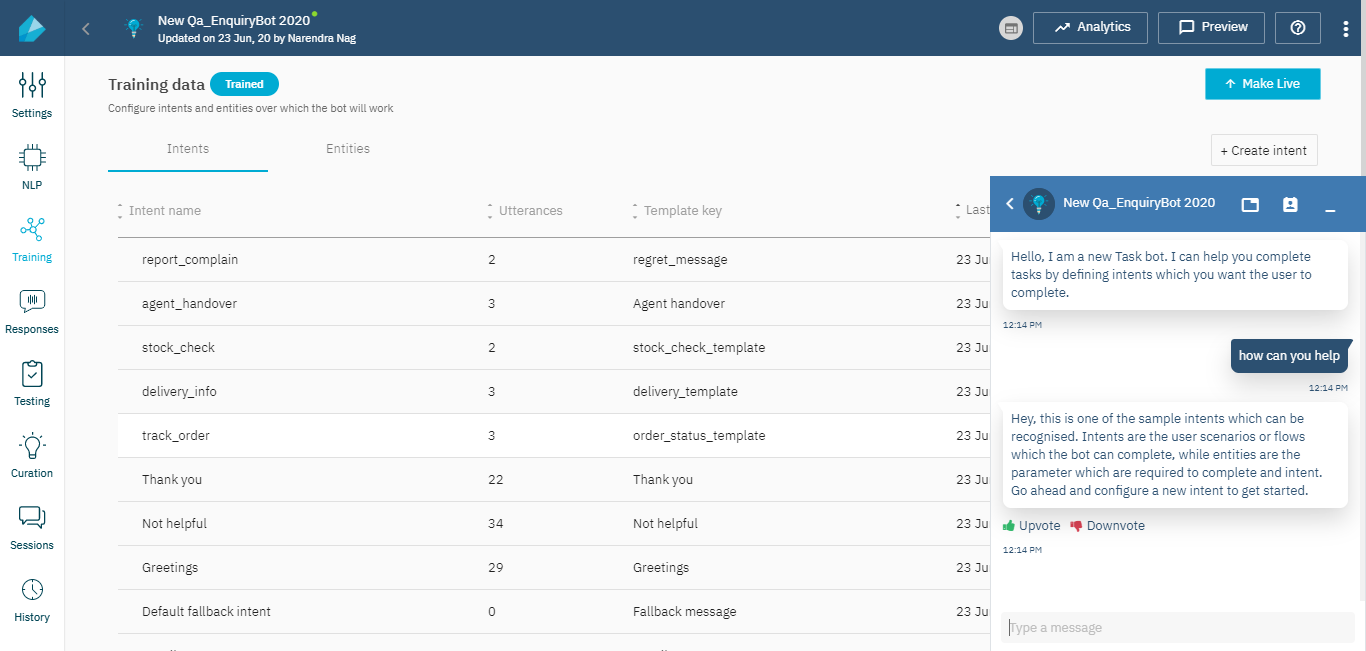 New Qa_EnquiryBot 2020
Updated on 23 Jun, 20 by Narendra Nag
Analytics
Preview
Settings
NLP
Training
Responses
Testing
Curation
Sessions
History
Training data Trained
Make Live
Configure intents and entities over which the bot will work
Intents Entities
+ Create intent
Intent name Utterances Template key Last
report_complain 2 regret_message 23 Ju
agent_handover 3 Agent handover 23 Ju
stock_check 2 stock_check_template 23 Ju
delivery_info 3 delivery_template 23 Ju
track_order 3 order_status_template 23 Ju
Thank you 22 Thank you 23 Ju
Not helpful 34 Not helpful 23 Ju
Greetings 29 Greetings 23 Ju
Default fallback intent 0 Fallback message 23 Ju
New Qa_EnquiryBot 2020
Hello, I am a new Task bot. I can help you complete
tasks by defining intents which you want the user to
complete.
12:14 PM
how can you help
12:14 PM
Hey, this is one of the sample intents which can be
recognised. Intents are the user scenarios or flows
which the bot can complete, while entities are the
parameter which are required to complete and intent.
Go ahead and configure a new intent to get started.
Upvote Downvote
12:14 PM
Type a message